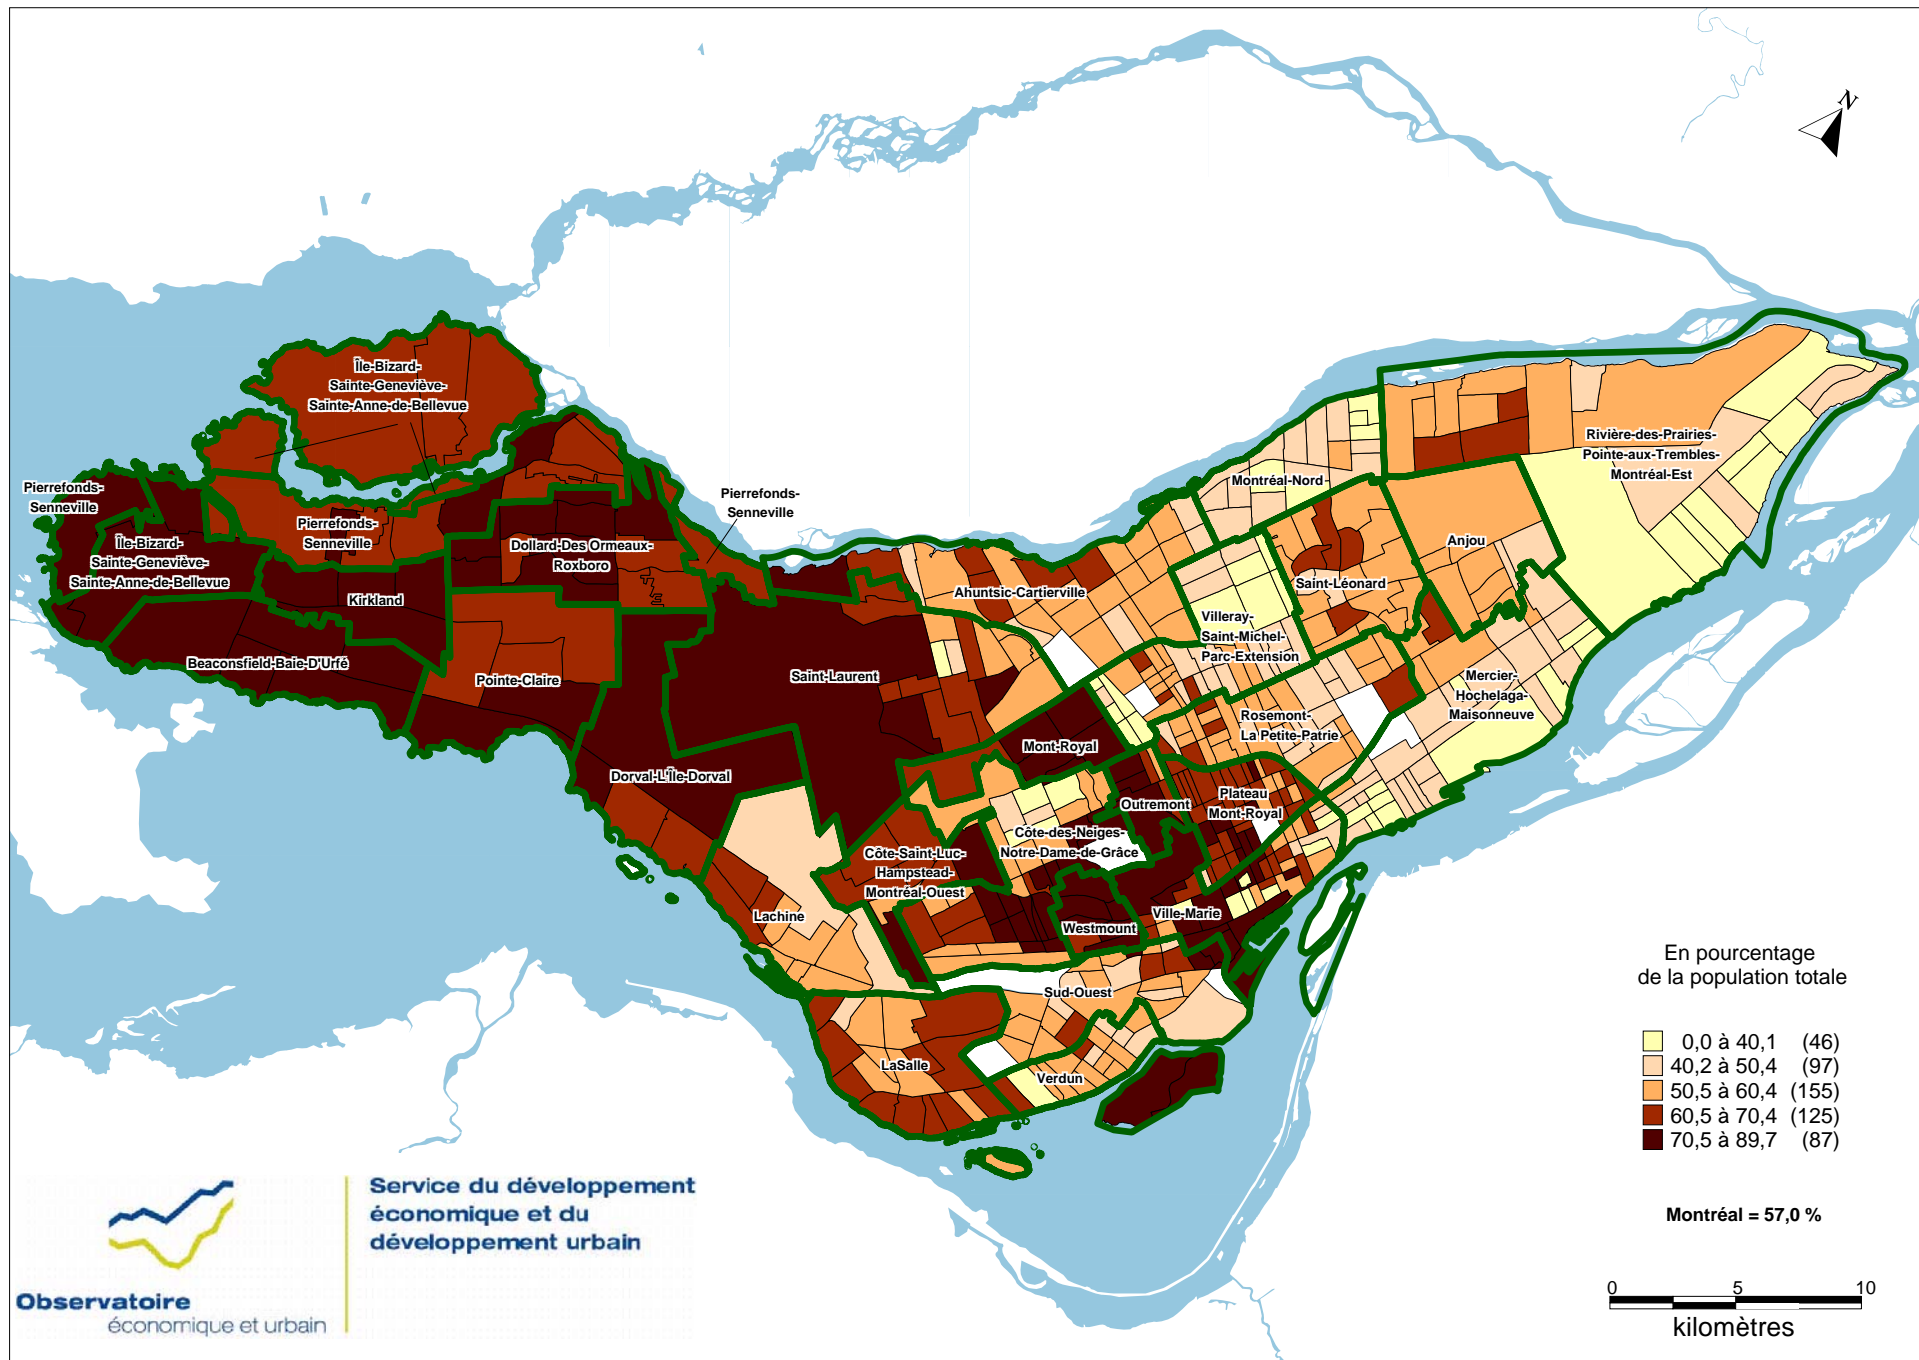 N
Île-Bizard-
Sainte-Geneviève-
Sainte-Anne-de-Bellevue
Pierrefonds-
Senneville
Île-Bizard-
Sainte-Geneviève-
Sainte-Anne-de-Bellevue
Pierrefonds-
Senneville
Dollard-Des Ormeaux-
Roxboro
Pierrefonds-
Senneville
Kirkland
Beaconsfield-Baie-D'Urfé
Pointe-Claire
Dorval-L'Île-Dorval
Saint-Laurent
Ahuntsic-Cartierville
Montréal-Nord
Rivière-des-Prairies-
Pointe-aux-Trembles-
Montréal-Est
Anjou
Saint-Léonard
Villeray-
Saint-Michel-
Parc-Extension
Mercier-
Hochelaga-
Maisonneuve
Rosemont-
La Petite-Patrie
Mont-Royal
Outremont
Plateau
Mont-Royal
Côte-des-Neiges-
Notre-Dame-de-Grâce
Côte-Saint-Luc-
Hampstead-
Montréal-Ouest
Lachine
Westmount
Ville-Marie
Sud-Ouest
LaSalle
Verdun
En pourcentage
de la population totale
0,0 à 40,1 (46)
40,2 à 50,4 (97)
50,5 à 60,4 (155)
60,5 à 70,4 (125)
70,5 à 89,7 (87)
Montréal = 57,0 %
0 5 10
kilomètres
Service du développement
économique et du
développement urbain
Observatoire
économique et urbain